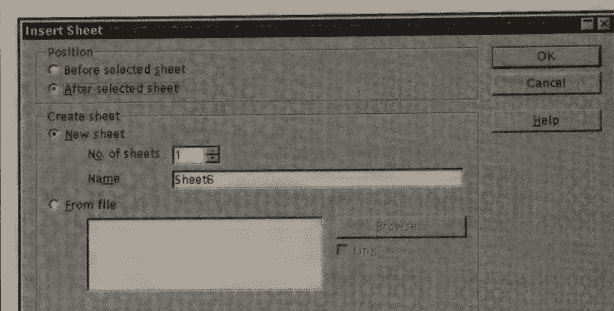 Insert Sheet
Position
Before selected sheet
After selected sheet
OK
Cancel
Help
Create sheet
New sheet
No. of sheets 1
Name Sheet6
From file
Browse...
Link